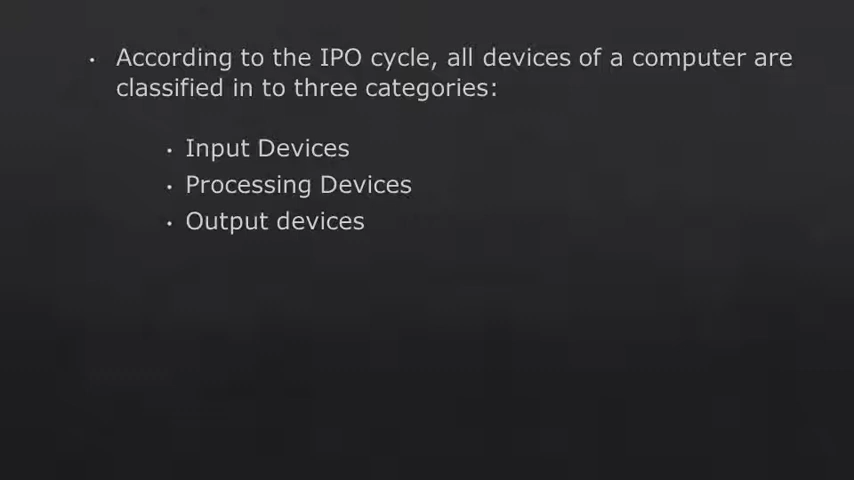 • According to the IPO cycle, all devices of a computer are
classified in to three categories:
• Input Devices
• Processing Devices
• Output devices